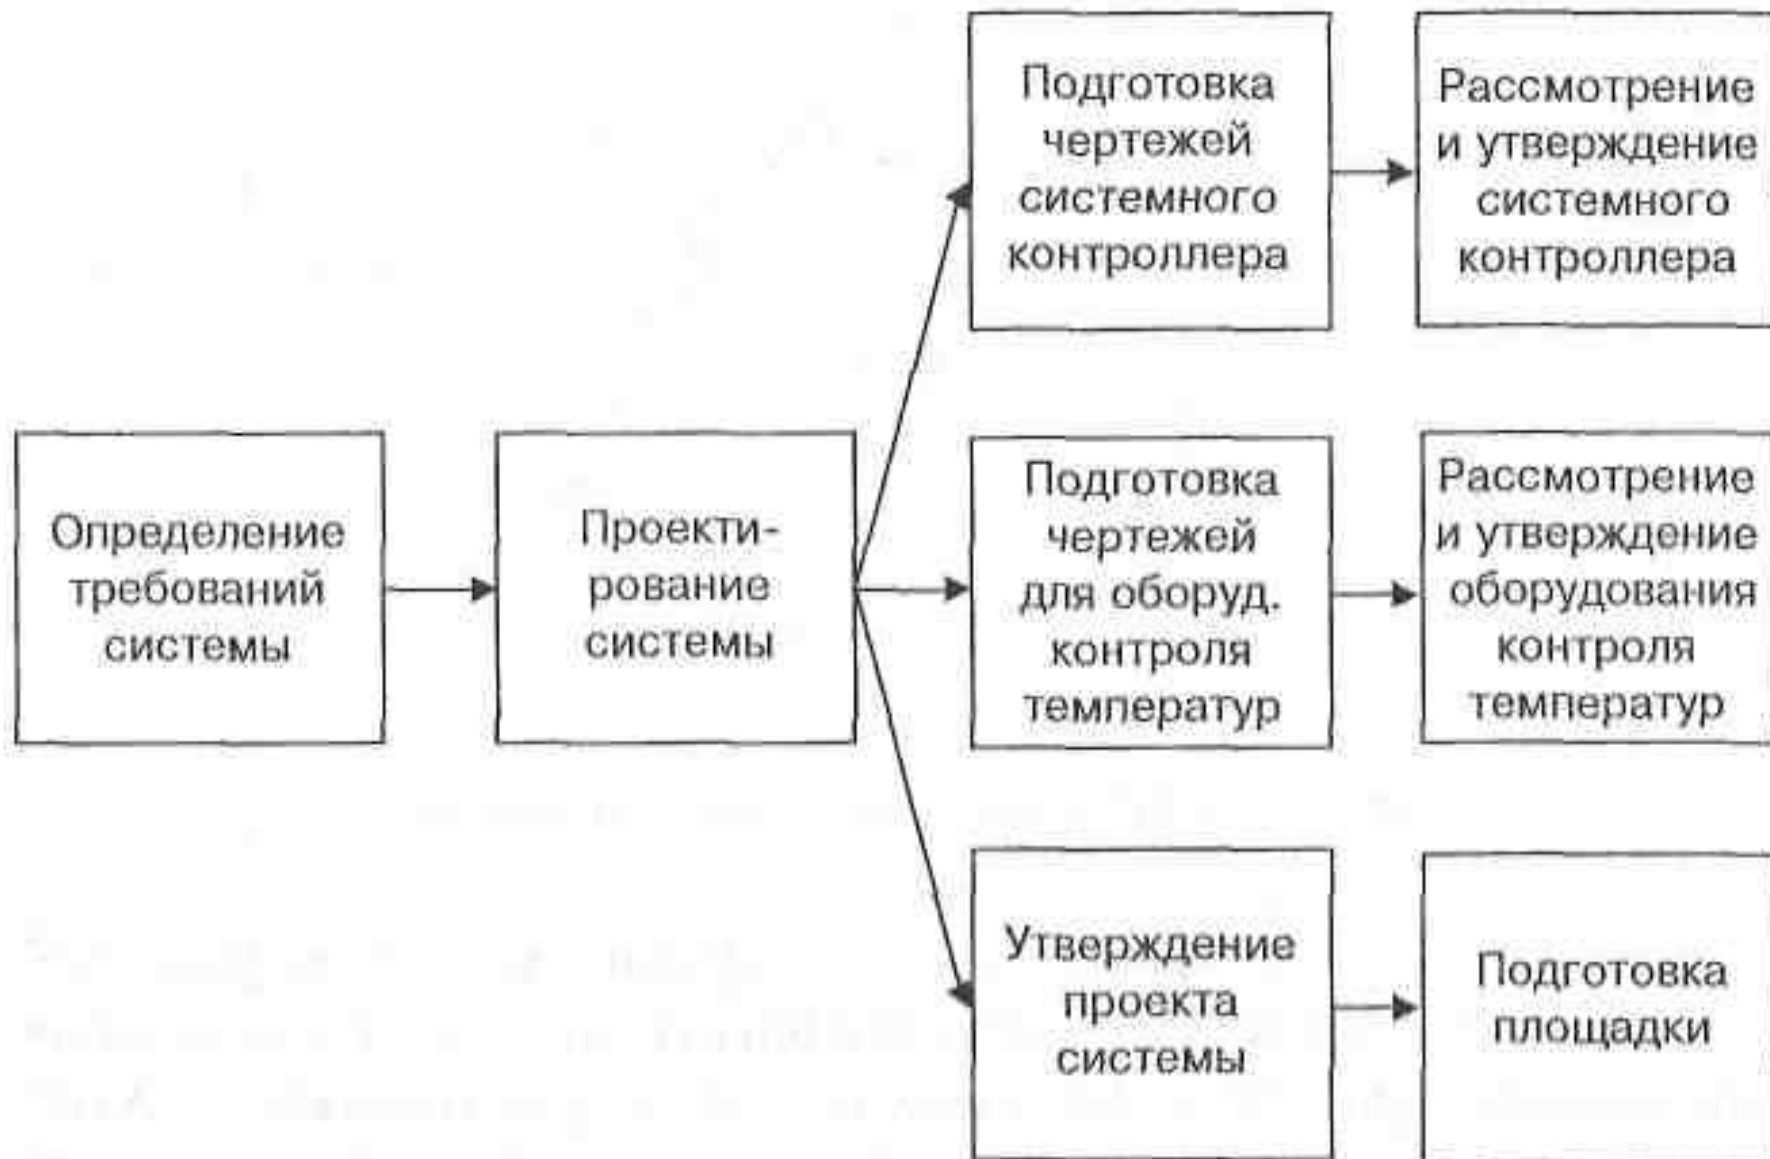 Подготовка
чертежей
системного
контроллера
Рассмотрение
и утверждение
системного
контроллера
Определение
требований
системы
Проекти-
рование
системы
Подготовка
чертежей
для оборуд.
контроля
температур
Рассмотрение
и утверждение
оборудования
контроля
температур
Утверждение
проекта
системы
Подготовка
площадки